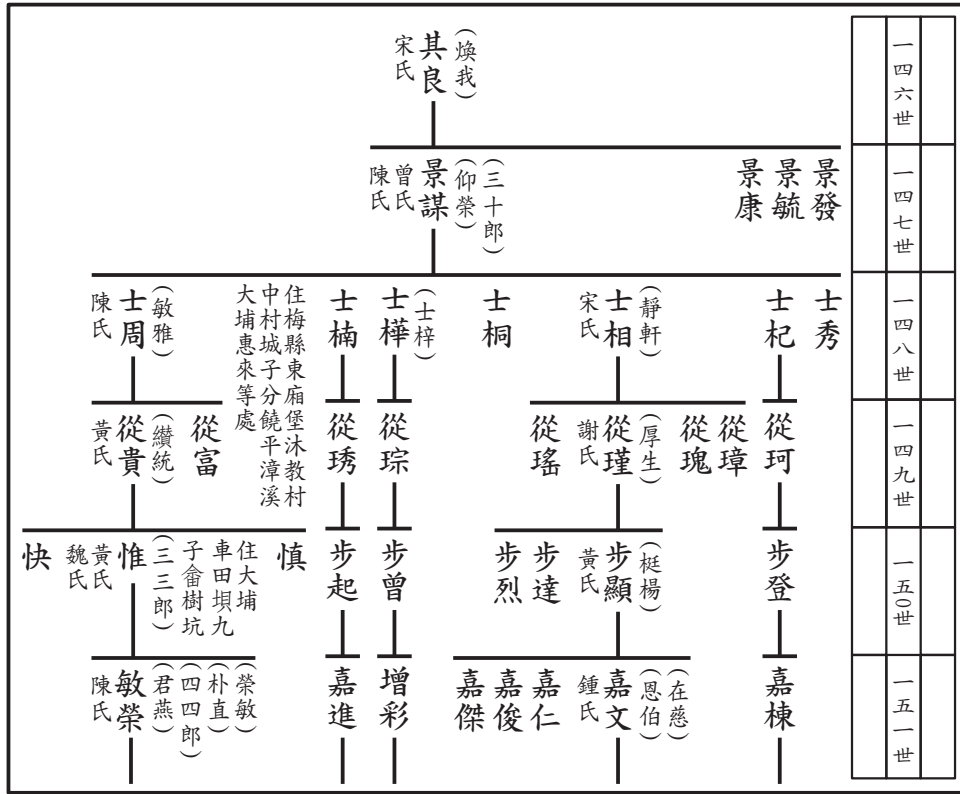 一四六世
一四七世
一四八世
一四九世
一五〇世
一五一世
(煥我)
其良
宋氏
景發
景毓
景康
(三十郎)
(仰榮)
景謀
曾氏
陳氏
士秀
士杞
(靜軒)
士相
宋氏
士桐
(士梓)
士樺
士楠
住梅縣東廂堡沐教村
中村城子分饒平漳溪
大埔惠來等處
(敏雅)
士周
陳氏
從珂
從璋
從瑰
(厚生)
從瑾
謝氏
從瑤
從琮
從琇
從富
(纘統)
從貴
黃氏
步登
(梃楊)
步顯
黃氏
步達
步烈
步曾
步起
慎
住大埔
車田垻九
子畬樹坑
(三三郎)
惟
黃氏
魏氏
快
嘉棟
(在慈)
(恩伯)
嘉文
鍾氏
嘉仁
嘉俊
嘉傑
增彩
嘉進
(榮敏)
(朴直)
(四四郎)
(君燕)
敏榮
陳氏